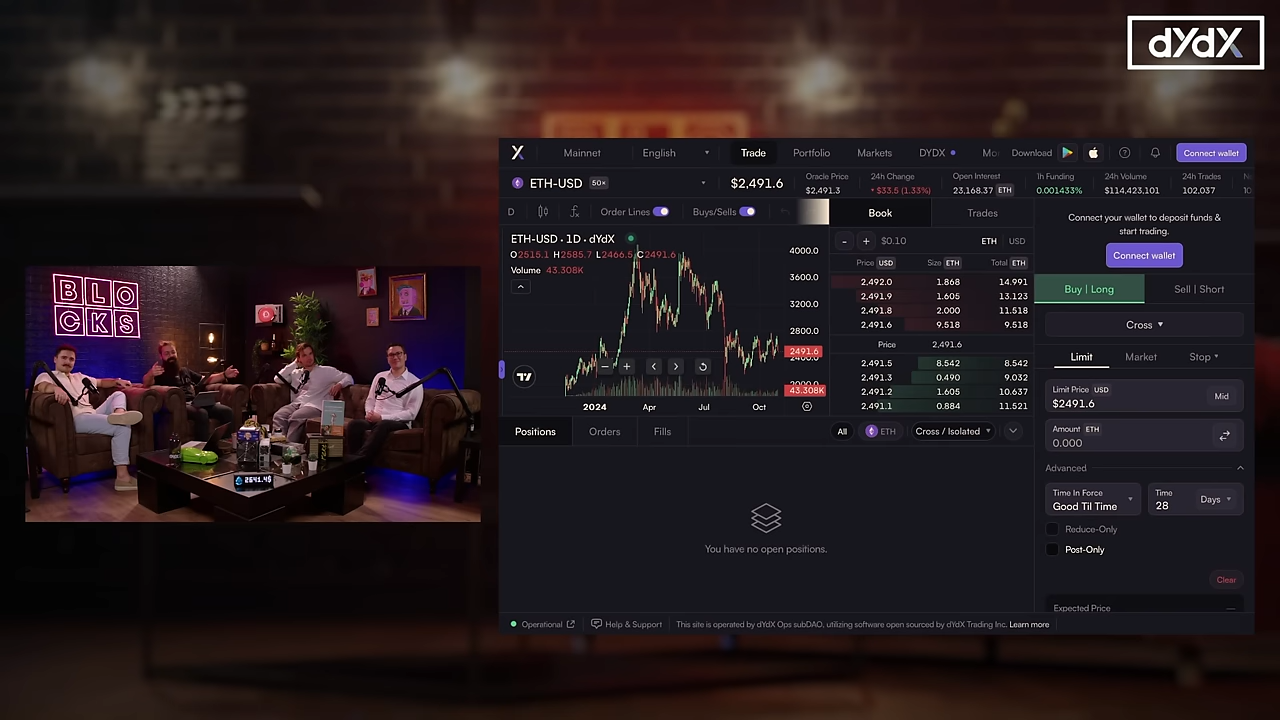 dYdX
Mainnet English Trade Portfolio Markets DYDX Mo Download Connect wallet
ETH-USD 50× $2,491.6
Oracle Price 24h Change Open Interest 1h Funding 24h Volume 24h Trades
$2,491.3 $33.5 (1.33%) 23,168.37 ETH 0.001433% $114,423,101 102,037
D Order Lines Buys/Sells
Book Trades
ETH-USD · 1D · dYdX
O2515.1 H2585.7 L2466.5 C2491.6
Volume 43.308K
4000.0
3600.0
3200.0
2800.0
2491.6
2400.0
2000.0
43.308K
2024 Apr Jul Oct
- + $0.10 ETH USD
Price USD Size ETH Total ETH
2,492.0 1.868 14.991
2,491.9 1.605 13.123
2,491.8 2.000 11.518
2,491.6 9.518 9.518
Price 2,491.6
2,491.5 8.542 8.542
2,491.3 0.490 9.032
2,491.2 1.605 10.637
2,491.1 0.884 11.521
Connect your wallet to deposit funds &
start trading.
Connect wallet
Buy | Long Sell | Short
Cross
Limit Market Stop
Limit Price USD
$2491.6 Mid
Amount ETH
0.000
Advanced
Time In Force Time
Good Til Time 28 Days
Reduce-Only
Post-Only
Clear
Expected Price
Positions Orders Fills All ETH Cross / Isolated
You have no open positions.
Operational Help & Support This site is operated by dYdX Ops subDAO, utilizing software open sourced by dYdX Trading Inc. Learn more
BLO
CKS
2641.4$